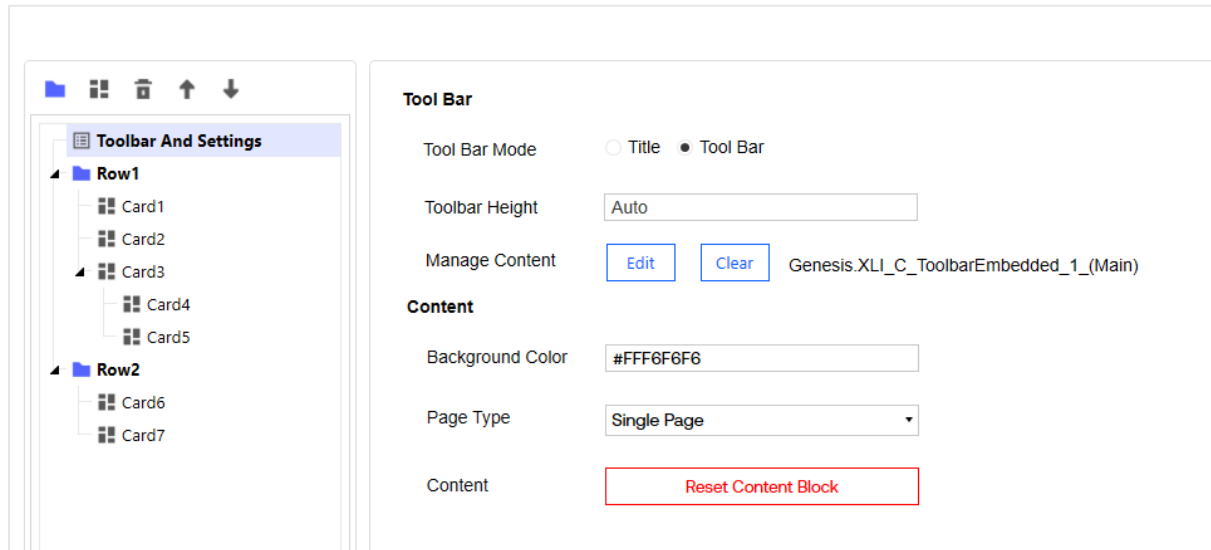 Toolbar And Settings
Row1
Card1
Card2
Card3
Card4
Card5
Row2
Card6
Card7
Tool Bar
Tool Bar Mode Title Tool Bar
Toolbar Height Auto
Manage Content Edit Clear Genesis.XLI_C_ToolbarEmbedded_1_(Main)
Content
Background Color #FFF6F6F6
Page Type Single Page
Content Reset Content Block